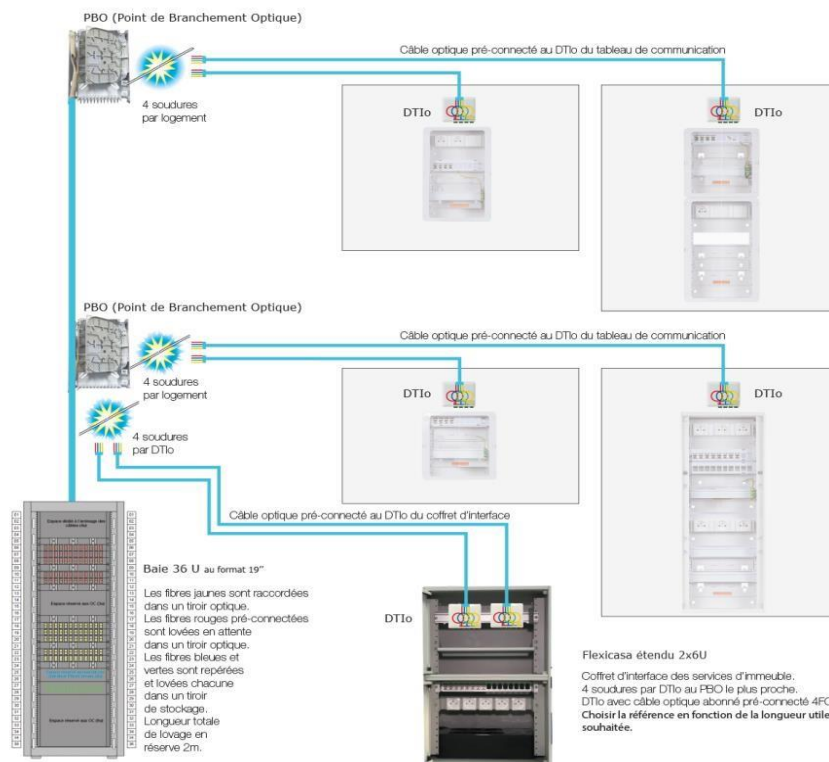 PBO (Point de Branchement Optique)
Câble optique pré-connecté au DTIo du tableau de communication
4 soudures
par logement
DTIo
DTIo
PBO (Point de Branchement Optique)
Câble optique pré-connecté au DTIo du tableau de communication
4 soudures
par logement
DTIo
DTIo
4 soudures
par DTIo
Câble optique pré-connecté au DTIo du coffret d'interface
Baie 36 U au format 19"
Les fibres jaunes sont raccordées
dans un tiroir optique.
Les fibres rouges pré-connectées
sont lovées en attente
dans un tiroir optique.
Les fibres bleues et
vertes sont repérées
et lovées chacune
dans un tiroir
de stockage.
Longueur totale
de lovage en
réserve 2m.
DTIo
Flexicasa étendu 2x6U
Coffret d'interface des services d'immeuble.
4 soudures par DTIo au PBO le plus proche.
DTIo avec câble optique abonné pré-connecté 4FO
Choisir la référence en fonction de la longueur utile
souhaitée.